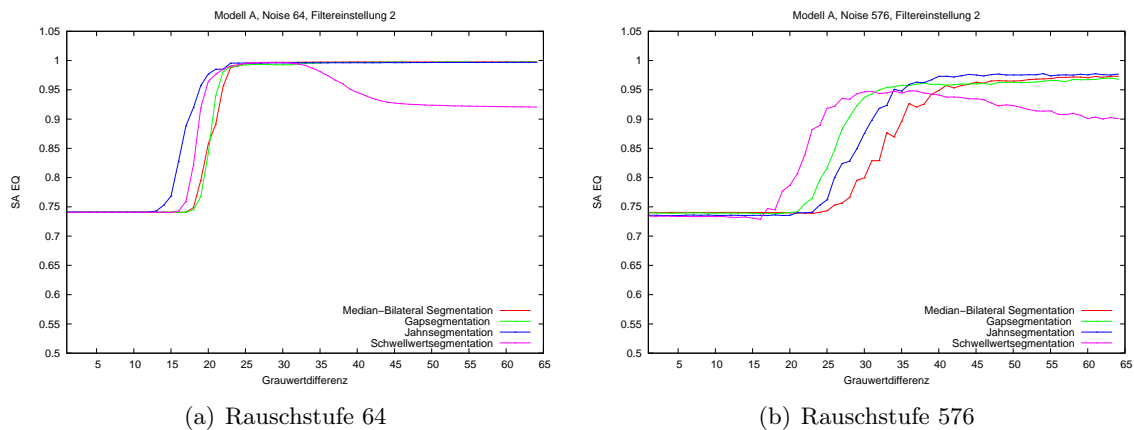 Modell A, Noise 64, Filtereinstellung 2
1.05
1
0.95
0.9
0.85
0.8
0.75
0.7
0.65
0.6
0.55
0.5
SA EQ
Median−Bilateral Segmentation
Gapsegmentation
Jahnsegmentation
Schwellwertsegmentation
5 10 15 20 25 30 35 40 45 50 55 60 65
Grauwertdifferenz
(a) Rauschstufe 64
Modell A, Noise 576, Filtereinstellung 2
1.05
1
0.95
0.9
0.85
0.8
0.75
0.7
0.65
0.6
0.55
0.5
SA EQ
Median−Bilateral Segmentation
Gapsegmentation
Jahnsegmentation
Schwellwertsegmentation
5 10 15 20 25 30 35 40 45 50 55 60 65
Grauwertdifferenz
(b) Rauschstufe 576